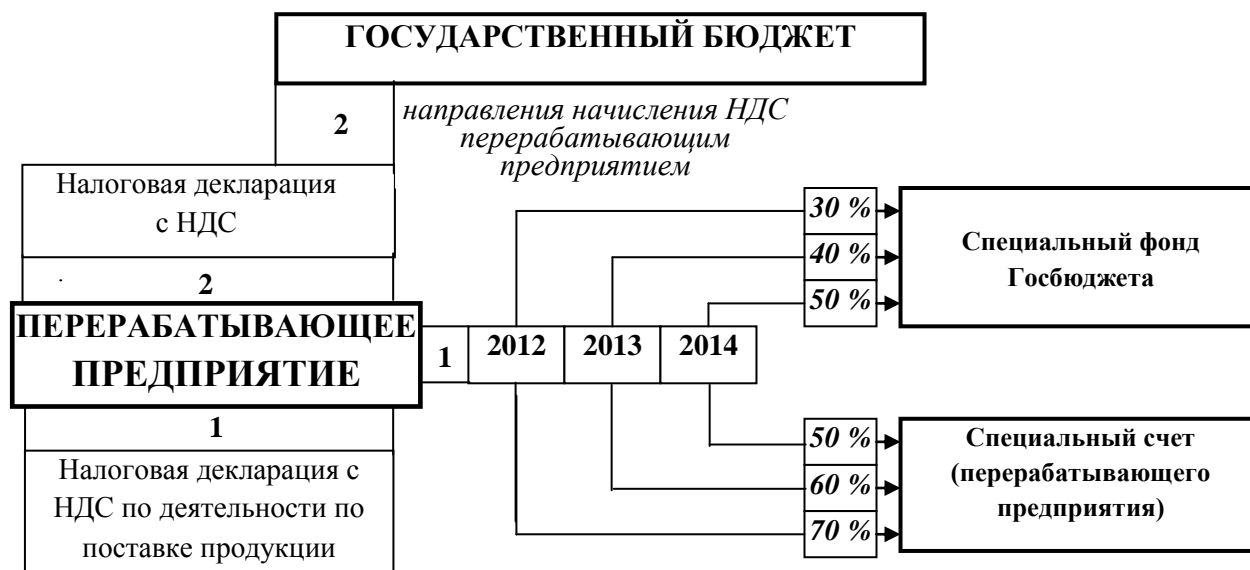 ГОСУДАРСТВЕННЫЙ БЮДЖЕТ
2
направления начисления НДС
перерабатывающим
предприятием
Налоговая декларация
с НДС
2
ПЕРЕРАБАТЫВАЮЩЕЕ
ПРЕДПРИЯТИЕ
1
2012
2013
2014
30 %
40 %
50 %
Специальный фонд
Госбюджета
1
Налоговая декларация с
НДС по деятельности по
поставке продукции
50 %
60 %
70 %
Специальный счет
(перерабатывающего
предприятия)